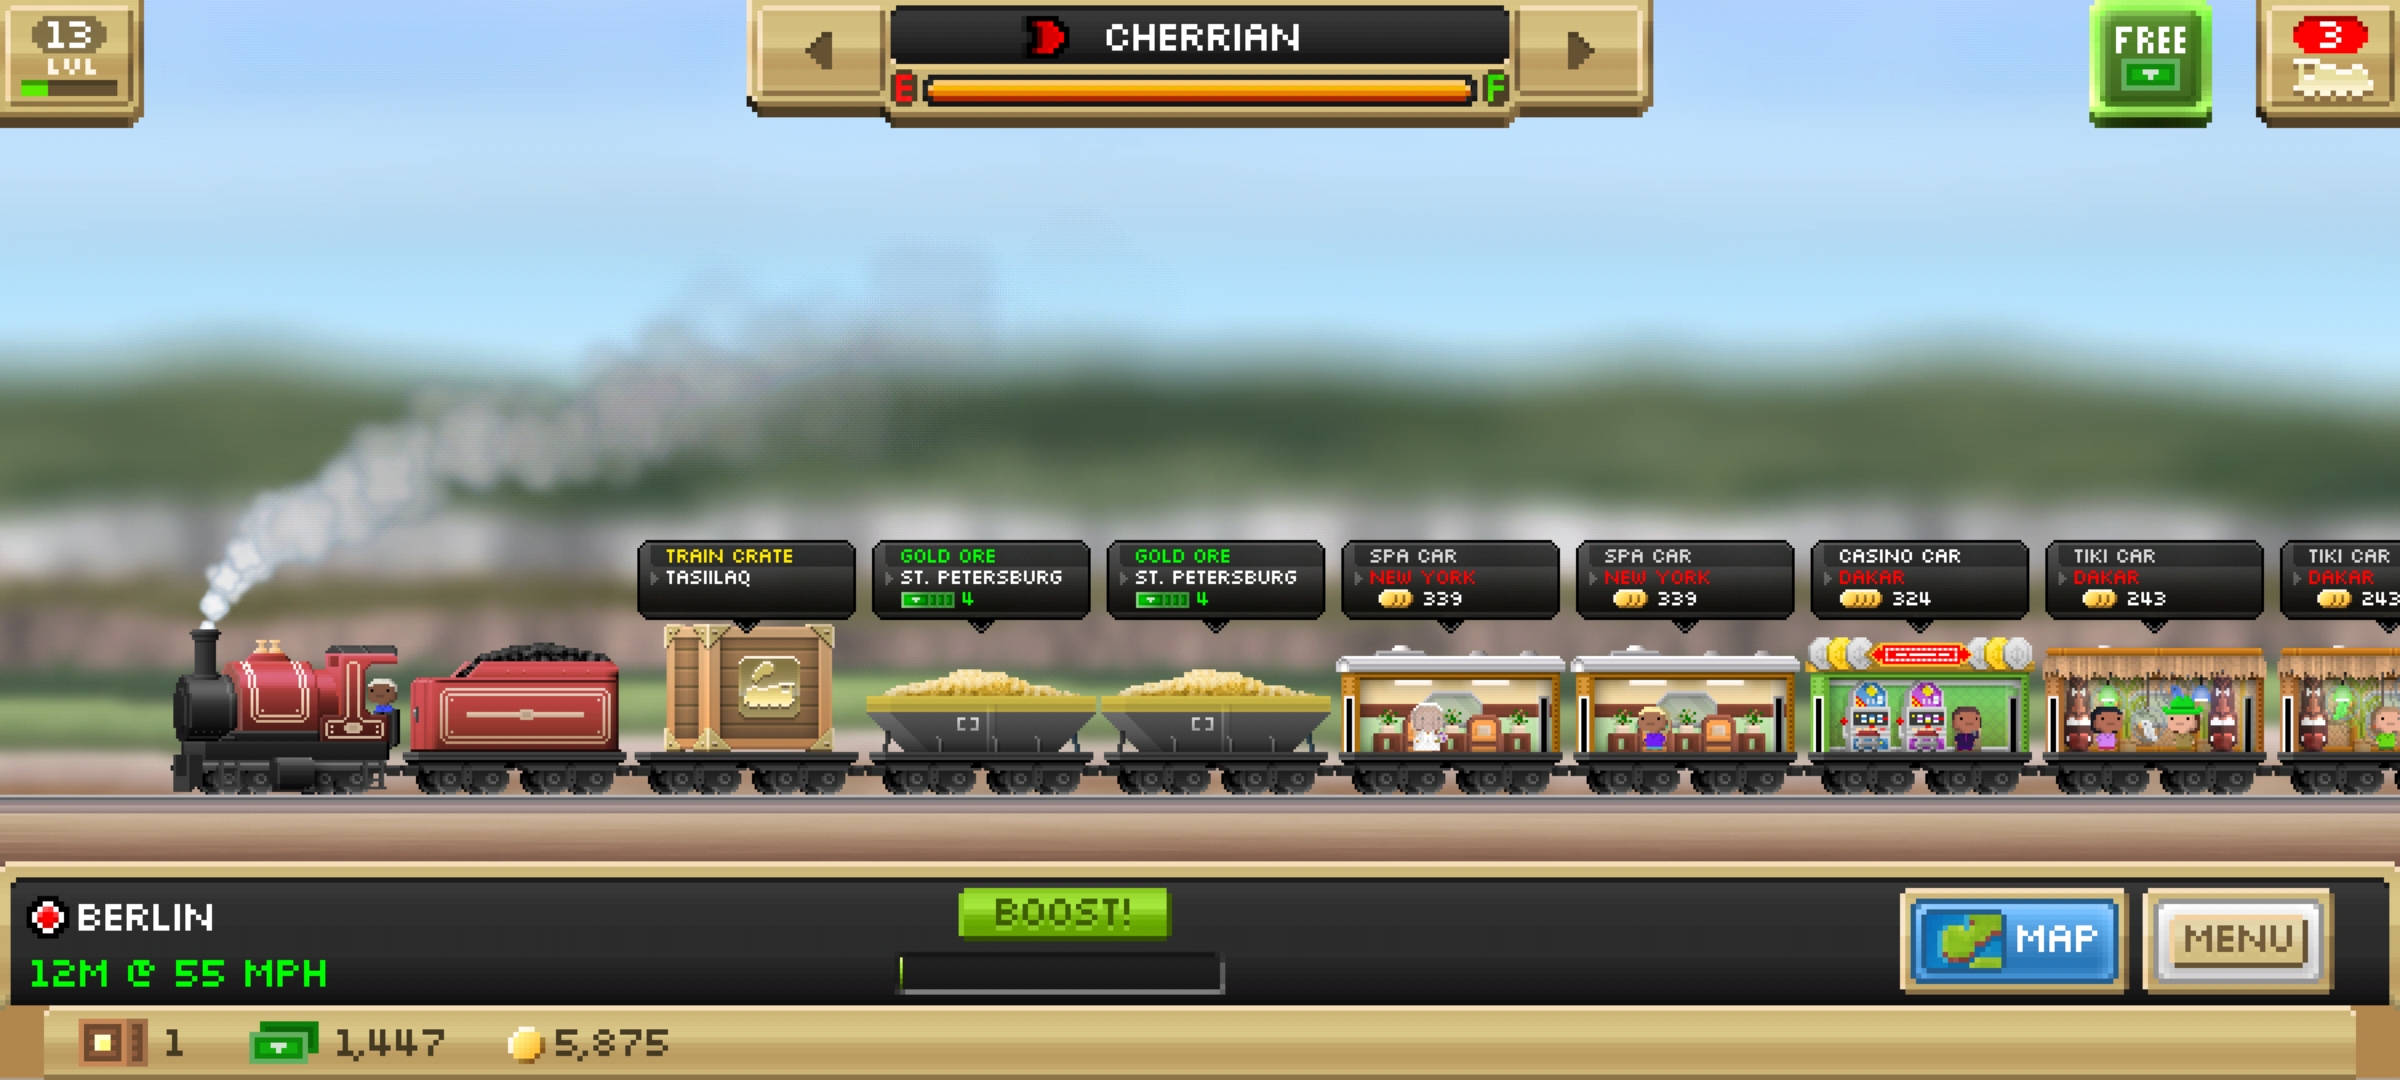 13
LVL
CHERRIAN
E F
FREE
3
TRAIN CRATE
TASIILAQ
GOLD ORE
ST. PETERSBURG
4
GOLD ORE
ST. PETERSBURG
4
SPA CAR
NEW YORK
339
SPA CAR
NEW YORK
339
CASINO CAR
DAKAR
324
TIKI CAR
DAKAR
243
TIKI CAR
DAKAR
243
BERLIN
12M @ 55 MPH
BOOST!
MAP
MENU
1
1,447
5,875